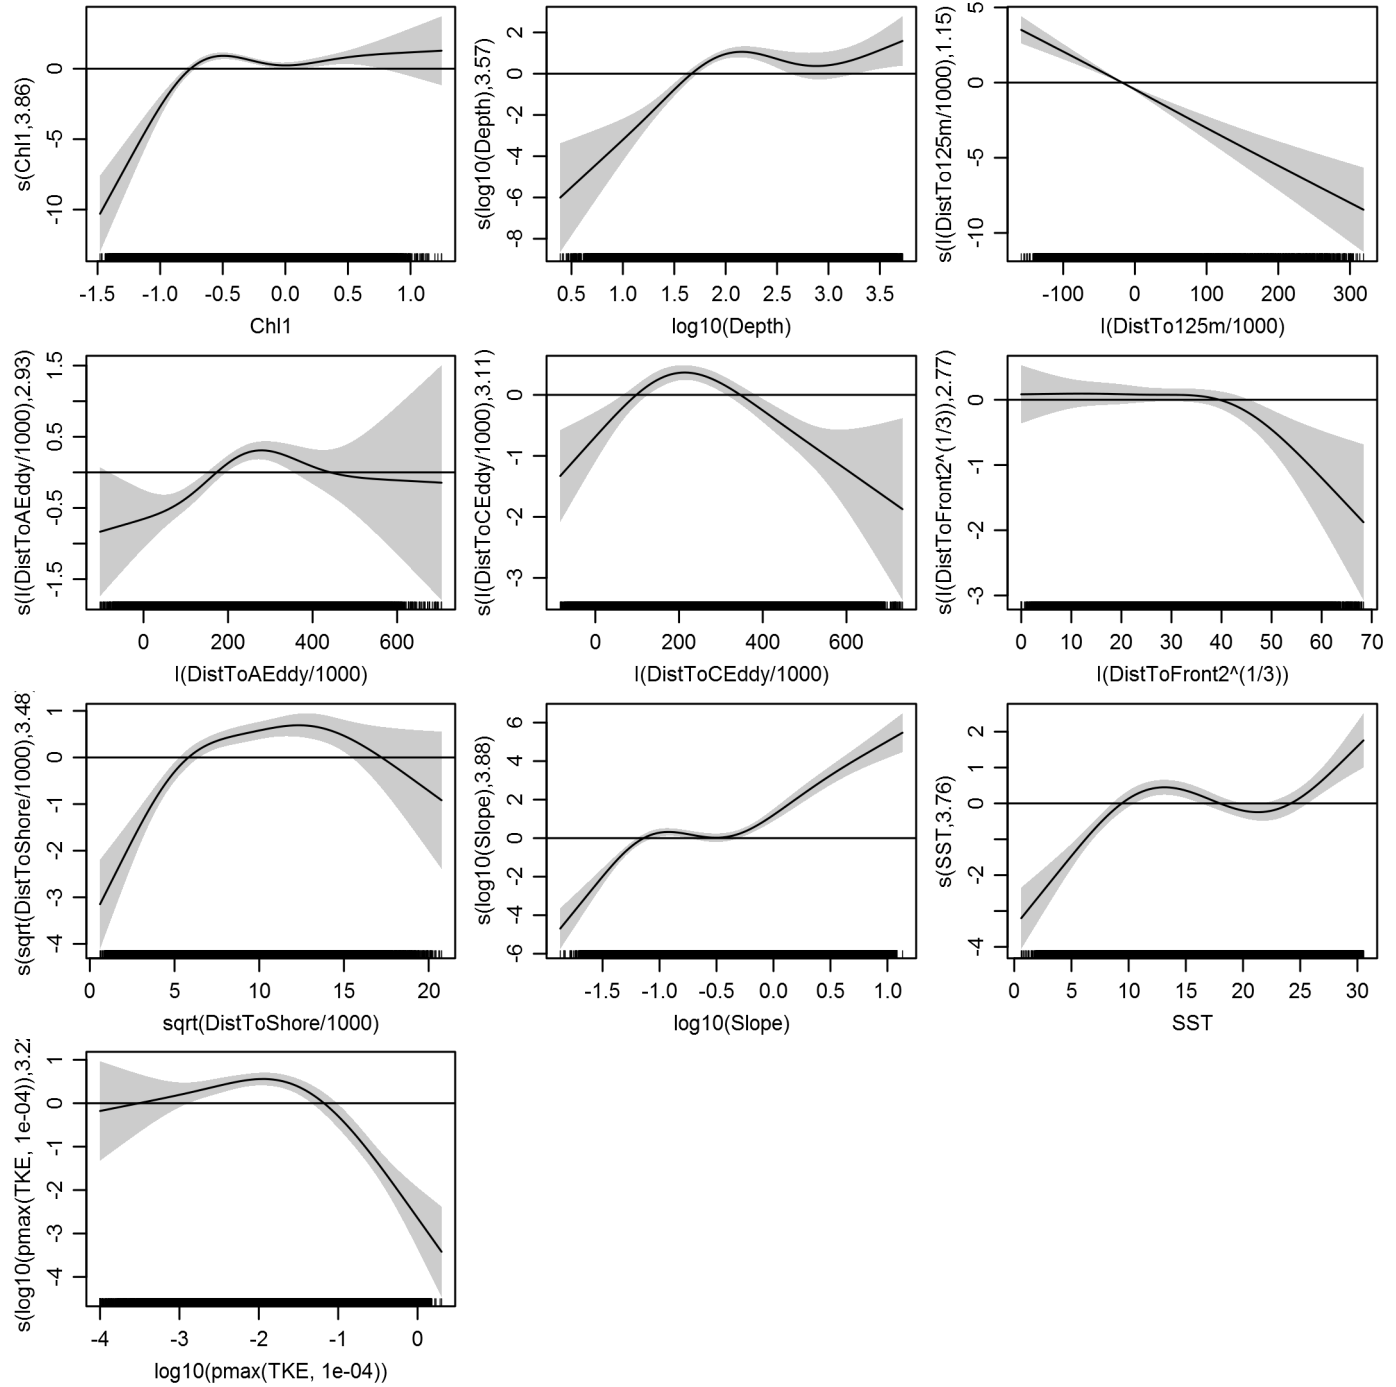 s(Chl1,3.86)
0
-5
-10
-1.5 -1.0 -0.5 0.0 0.5 1.0
Chl1
s(log10(Depth),3.57)
2
0
-2
-4
-6
-8
0.5 1.0 1.5 2.0 2.5 3.0 3.5
log10(Depth)
s(I(DistTo125m/1000),1.15)
5
0
-5
-10
-100 0 100 200 300
I(DistTo125m/1000)
s(I(DistToAEddy/1000),2.93)
1.5
0.5
-0.5
-1.5
0 200 400 600
I(DistToAEddy/1000)
s(I(DistToCEddy/1000),3.11)
0
-1
-2
-3
0 200 400 600
I(DistToCEddy/1000)
s(I(DistToFront2^(1/3)),2.77)
0
-1
-2
-3
0 10 20 30 40 50 60 70
I(DistToFront2^(1/3))
s(sqrt(DistToShore/1000),3.48
1
0
-1
-2
-3
-4
0 5 10 15 20
sqrt(DistToShore/1000)
s(log10(Slope),3.88)
6
4
2
0
-2
-4
-6
-1.5 -1.0 -0.5 0.0 0.5 1.0
log10(Slope)
s(SST,3.76)
2
1
0
-2
-4
0 5 10 15 20 25 30
SST
s(log10(pmax(TKE, 1e-04)),3.2
1
0
-1
-2
-3
-4
-4 -3 -2 -1 0
log10(pmax(TKE, 1e-04))